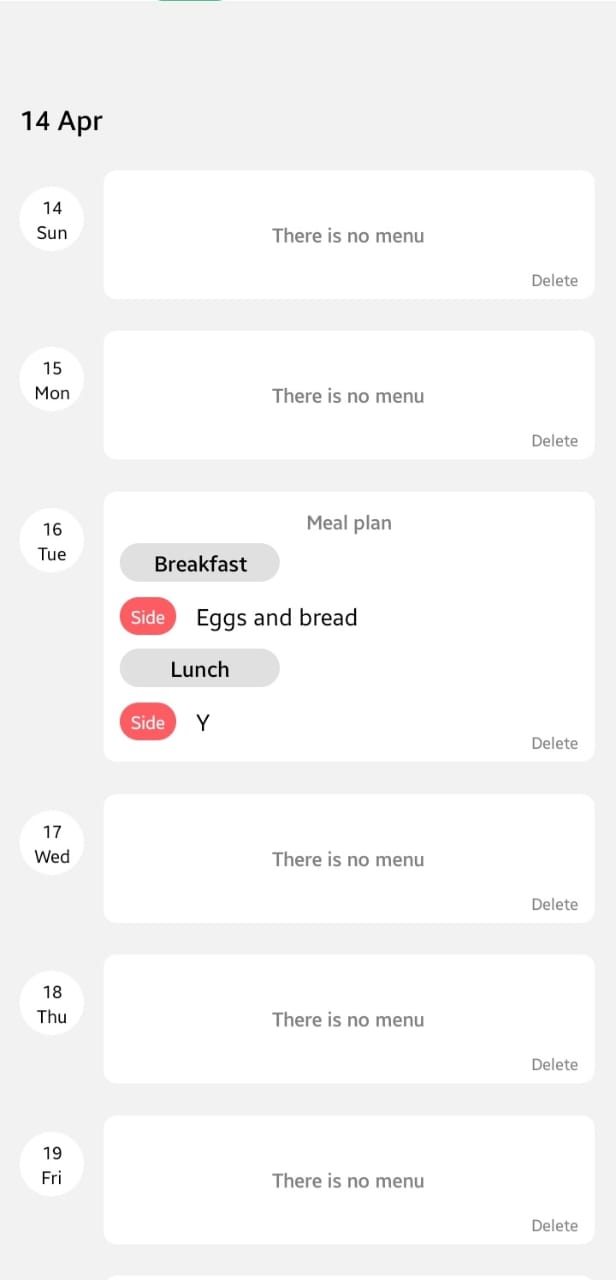 14 Apr
14
Sun
There is no menu
Delete
15
Mon
There is no menu
Delete
16
Tue
Meal plan
Breakfast
Side Eggs and bread
Lunch
Side Y
Delete
17
Wed
There is no menu
Delete
18
Thu
There is no menu
Delete
19
Fri
There is no menu
Delete